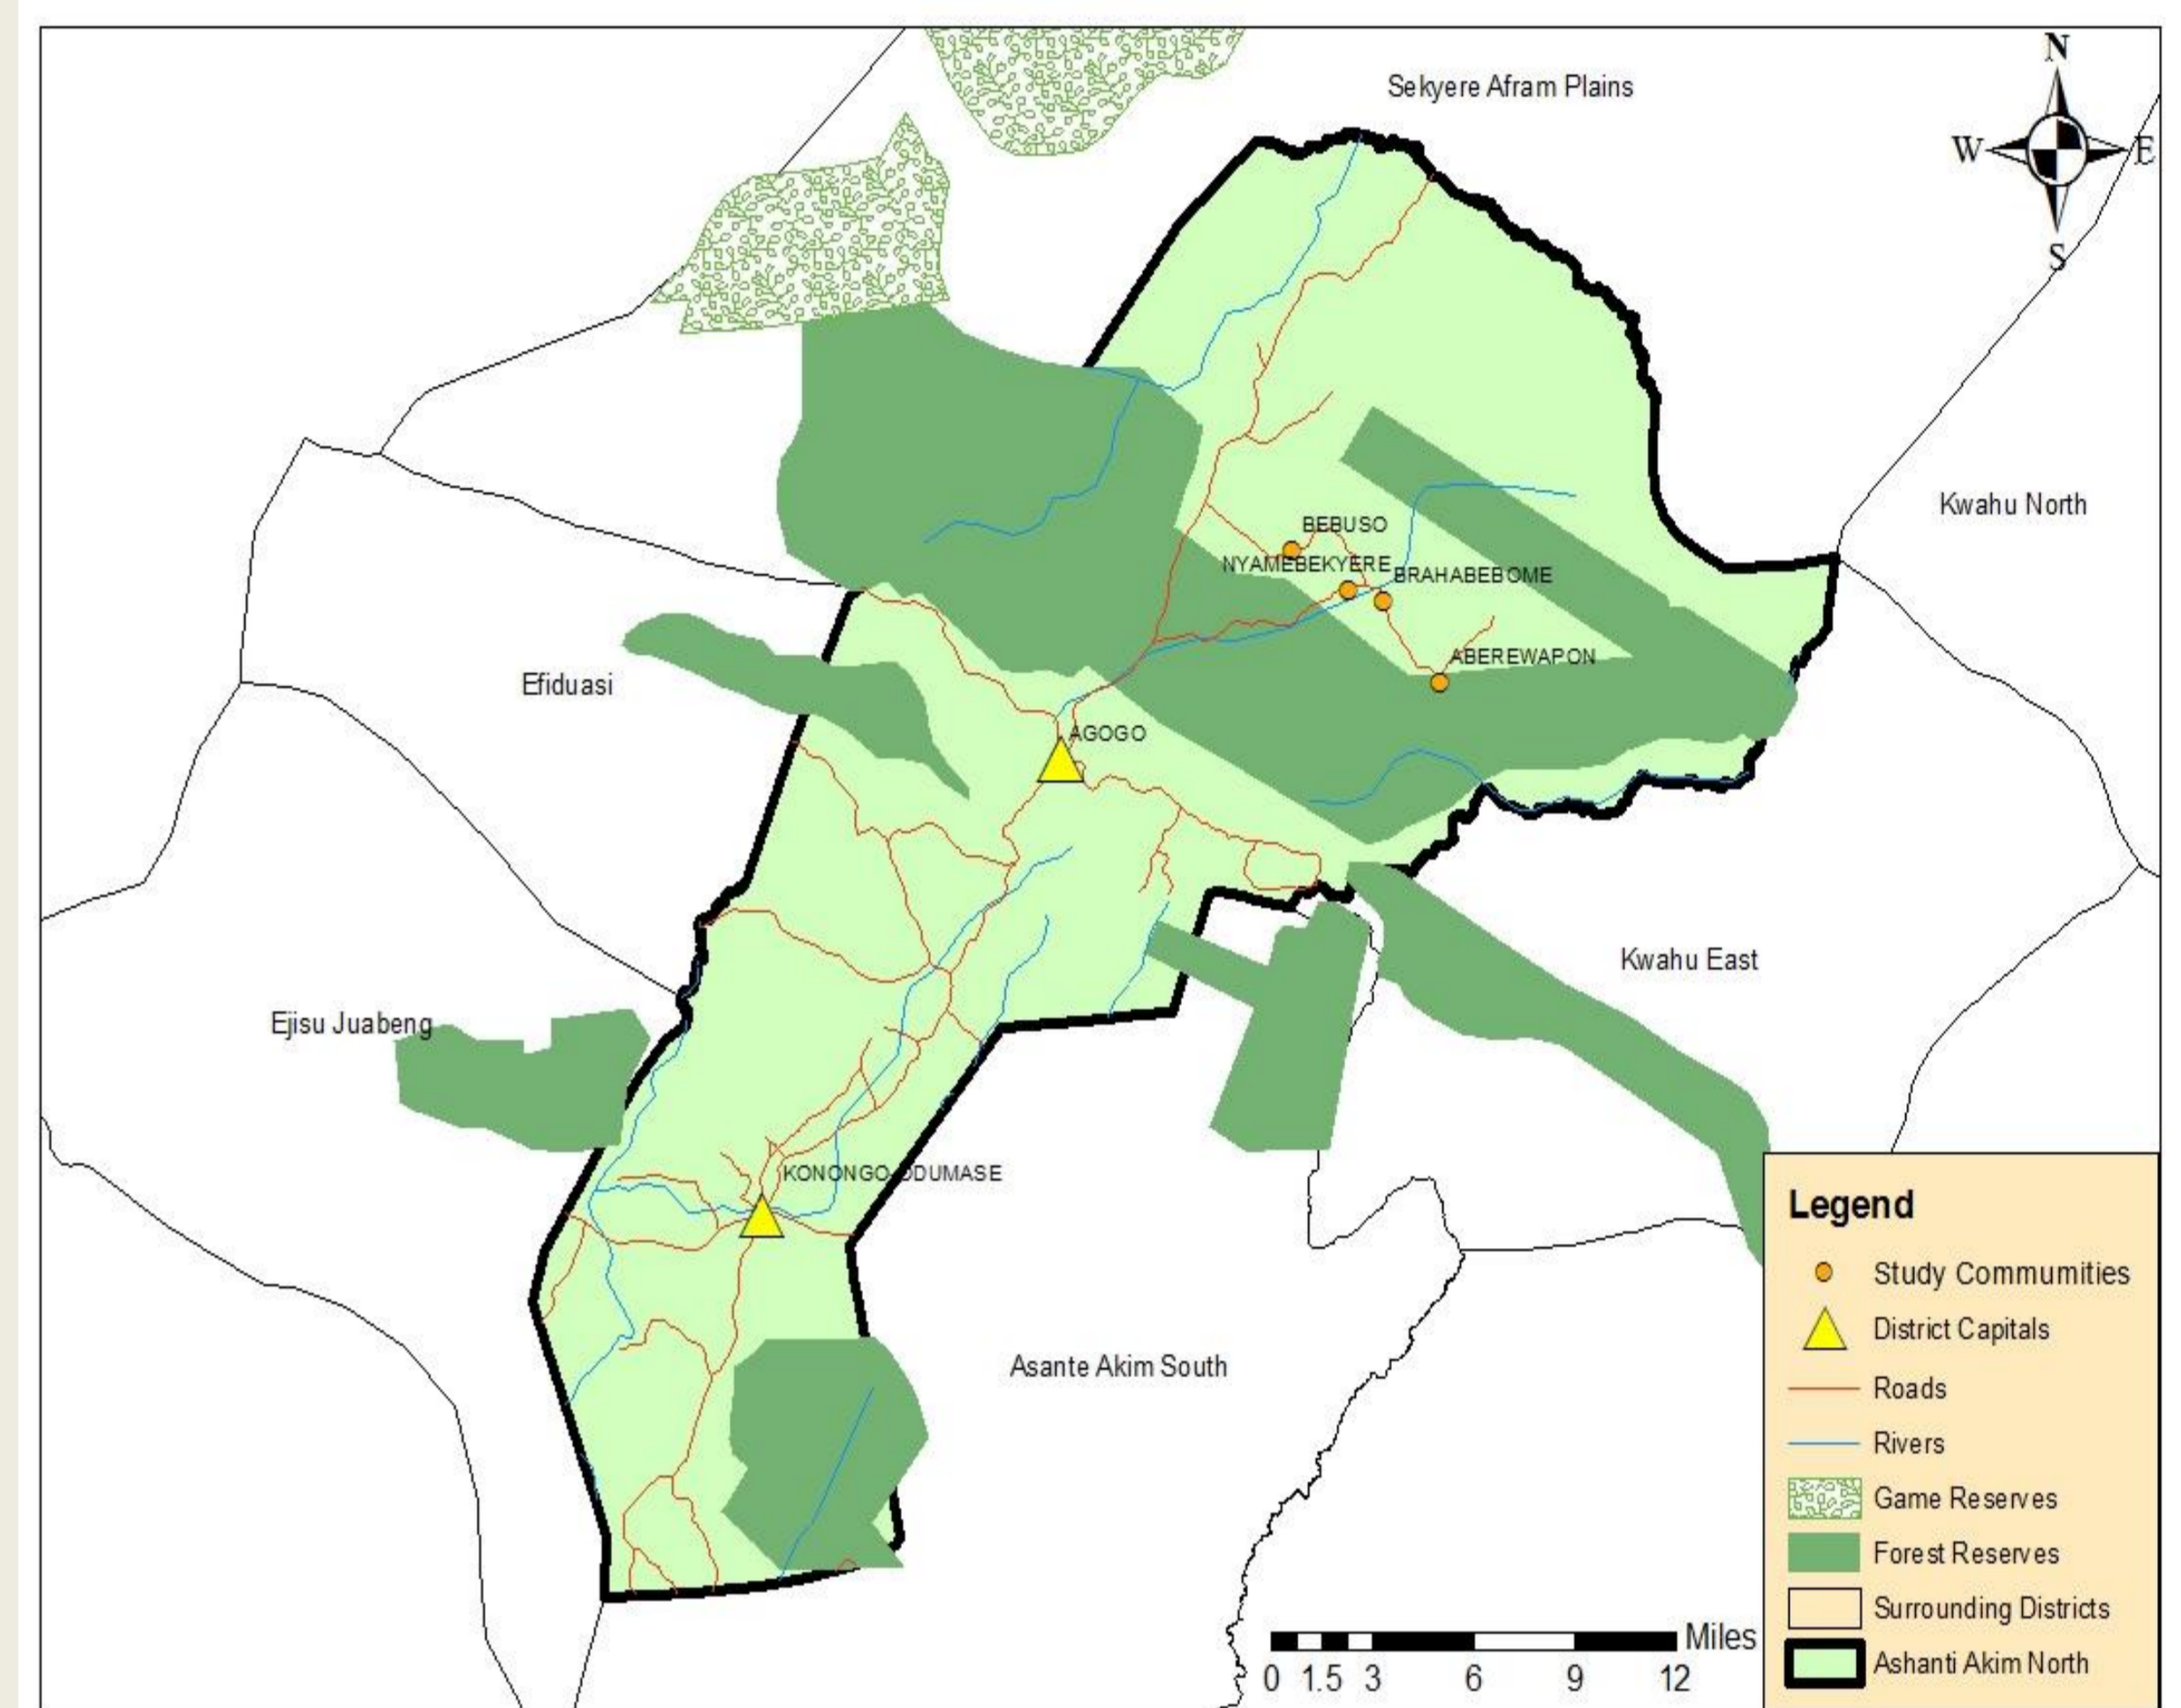 N
Sekyere Afram Plains
W E
S
Kwahu North
BEBUSO
NYAMEBEKYERE
BRAHABEBOME
ABEREWAPON
Efiduasi
AGOGO
Kwahu East
Ejisu Juabeng
KONONGO-ODUMASE
Asante Akim South
Legend
Study Commumities
District Capitals
Roads
Rivers
Game Reserves
Forest Reserves
Surrounding Districts
Ashanti Akim North
Miles
0 1.5 3 6 9 12